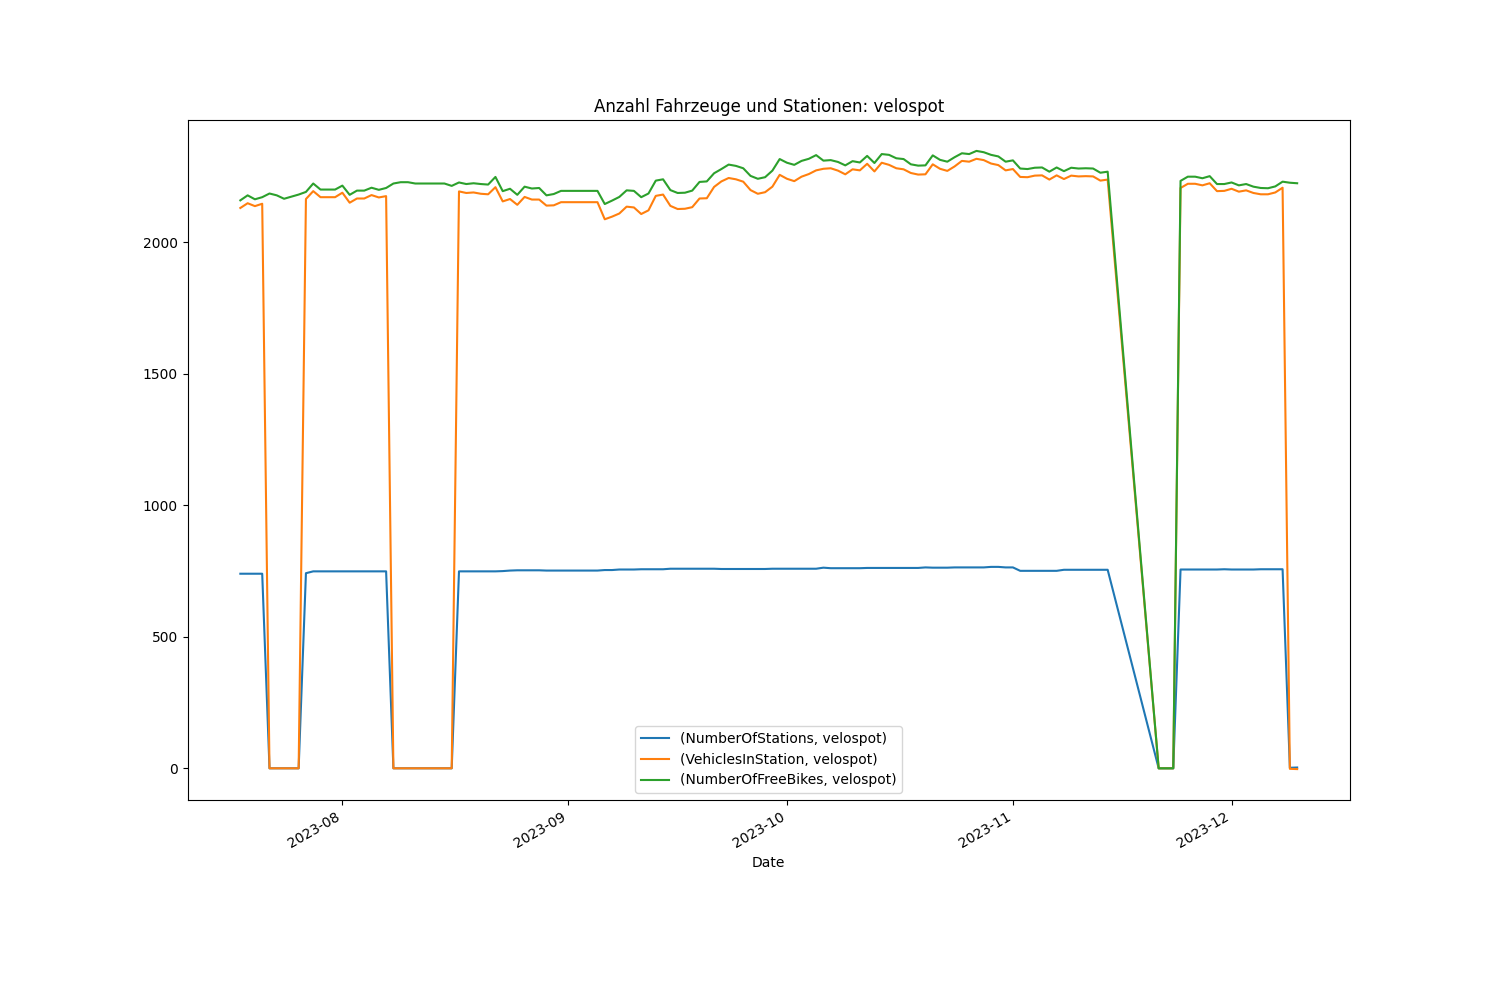 Anzahl Fahrzeuge und Stationen: velospot
2000
1500
1000
500
0
(NumberOfStations, velospot)
(VehiclesInStation, velospot)
(NumberOfFreeBikes, velospot)
2023-08
2023-09
2023-10
2023-11
2023-12
Date